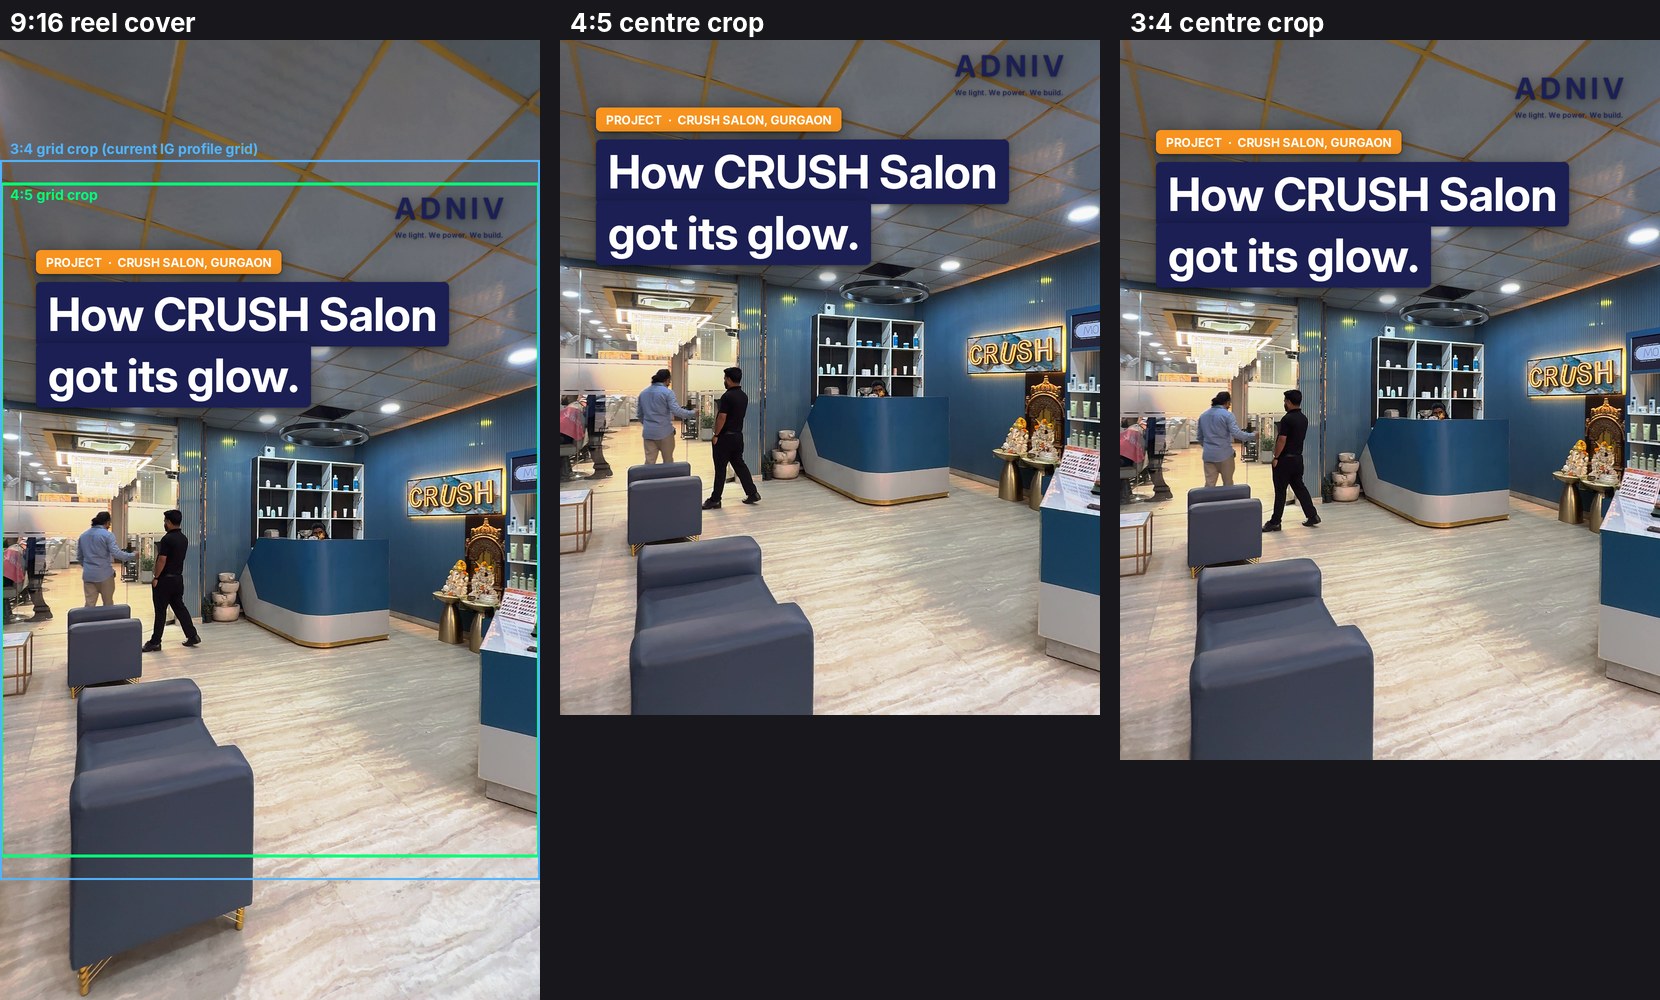 9:16 reel cover
3:4 grid crop (current IG profile grid)
4:5 grid crop
ADNIV
We light. We power. We build.
PROJECT · CRUSH SALON, GURGAON
How CRUSH Salon
got its glow.
CRUSH
MO
4:5 centre crop
ADNIV
We light. We power. We build.
PROJECT · CRUSH SALON, GURGAON
How CRUSH Salon
got its glow.
CRUSH
MO
3:4 centre crop
ADNIV
We light. We power. We build.
PROJECT · CRUSH SALON, GURGAON
How CRUSH Salon
got its glow.
CRUSH
MO